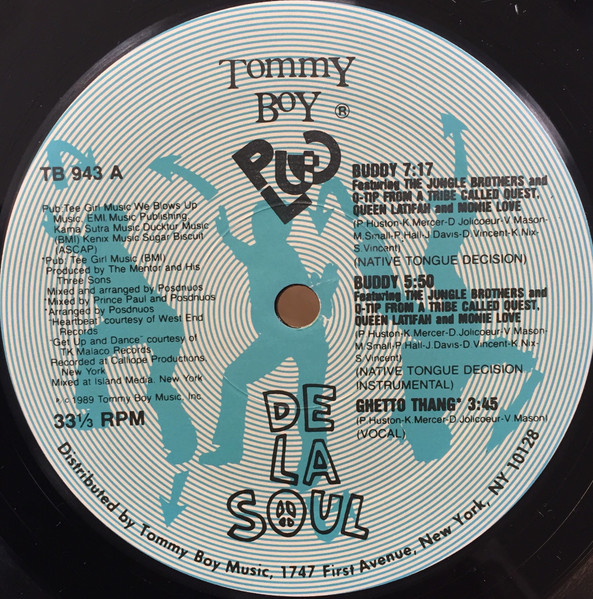 Tommy
Boy ®
PLUG
TB 943 A
Pub Tee Girl Music We Blows Up
Music, EMI Music Publishing,
Kama Sutra Music Ducktor Music
(BMI) Kenix Music Sugar Biscuit
(ASCAP)
*Pub. Tee Girl Music (BMI)
Produced by The Mentor and His
Three Sons
Mixed and arranged by Posdnuos
*Mixed by Prince Paul and Posdnuos
*Arranged by Posdnuos
"Heartbeat" courtesy of West End
Records
"Get Up and Dance" courtesy of
TK Malaco Records
Recorded at Calliope Productions,
New York
Mixed at Island Media, New York
℗ © 1989 Tommy Boy Music, Inc.
33⅓ RPM
BUDDY 7:17
Featuring THE JUNGLE BROTHERS and
Q-TIP FROM A TRIBE CALLED QUEST,
QUEEN LATIFAH and MONIE LOVE
(P.Huston-K.Mercer-D.Jolicoeur-V.Mason-
M.Small-P.Hall-J.Davis-D.Vincent-K.Nix-
S.Vincent)
(NATIVE TONGUE DECISION)
BUDDY 5:50
Featuring THE JUNGLE BROTHERS and
Q-TIP FROM A TRIBE CALLED QUEST,
QUEEN LATIFAH and MONIE LOVE
(P.Huston-K.Mercer-D.Jolicoeur-V.Mason-
M.Small-P.Hall-J.Davis-D.Vincent-K.Nix-
S.Vincent)
(NATIVE TONGUE DECISION
INSTRUMENTAL)
GHETTO THANG* 3:45
(P.Huston-K.Mercer-D.Jolicoeur-V.Mason)
(VOCAL)
DE
LA
SOUL
Distributed by Tommy Boy Music, 1747 First Avenue, New York, NY 10128